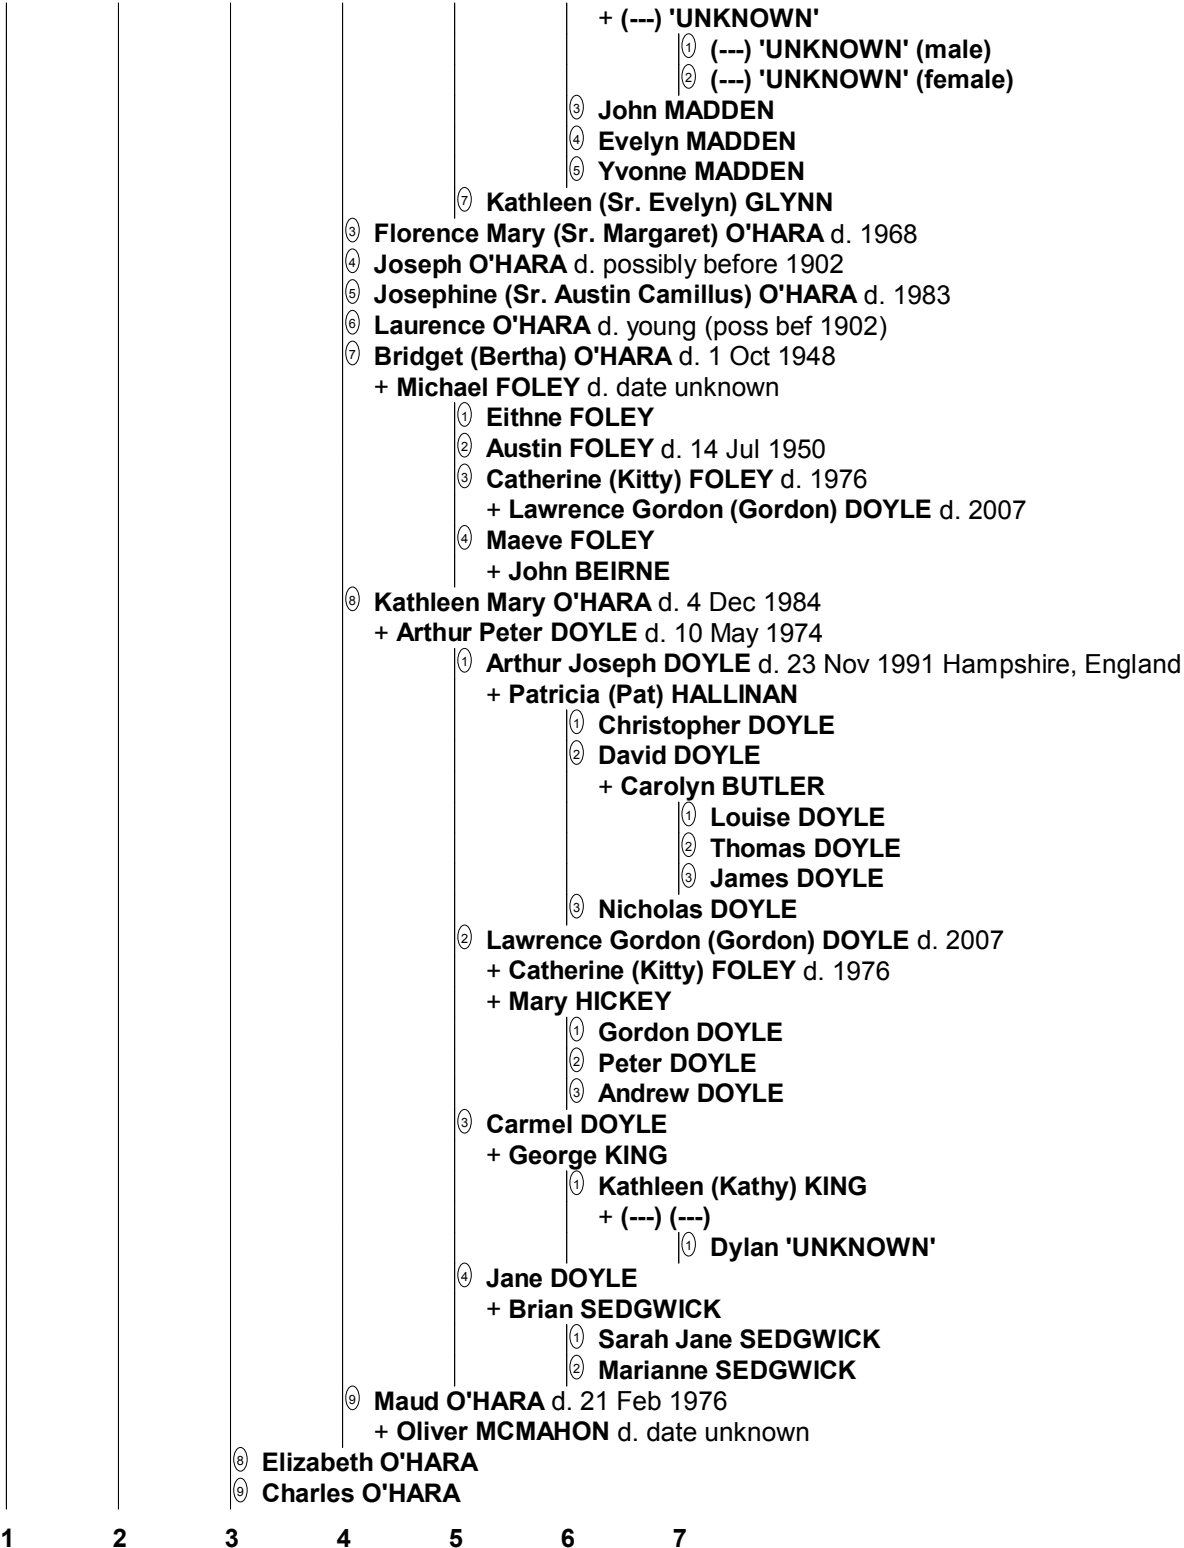 + (---) 'UNKNOWN'
1 (---) 'UNKNOWN' (male)
2 (---) 'UNKNOWN' (female)
3 John MADDEN
4 Evelyn MADDEN
5 Yvonne MADDEN
7 Kathleen (Sr. Evelyn) GLYNN
3 Florence Mary (Sr. Margaret) O'HARA d. 1968
4 Joseph O'HARA d. possibly before 1902
5 Josephine (Sr. Austin Camillus) O'HARA d. 1983
6 Laurence O'HARA d. young (poss bef 1902)
7 Bridget (Bertha) O'HARA d. 1 Oct 1948
+ Michael FOLEY d. date unknown
1 Eithne FOLEY
2 Austin FOLEY d. 14 Jul 1950
3 Catherine (Kitty) FOLEY d. 1976
+ Lawrence Gordon (Gordon) DOYLE d. 2007
4 Maeve FOLEY
+ John BEIRNE
8 Kathleen Mary O'HARA d. 4 Dec 1984
+ Arthur Peter DOYLE d. 10 May 1974
1 Arthur Joseph DOYLE d. 23 Nov 1991 Hampshire, England
+ Patricia (Pat) HALLINAN
1 Christopher DOYLE
2 David DOYLE
+ Carolyn BUTLER
1 Louise DOYLE
2 Thomas DOYLE
3 James DOYLE
3 Nicholas DOYLE
2 Lawrence Gordon (Gordon) DOYLE d. 2007
+ Catherine (Kitty) FOLEY d. 1976
+ Mary HICKEY
1 Gordon DOYLE
2 Peter DOYLE
3 Andrew DOYLE
3 Carmel DOYLE
+ George KING
1 Kathleen (Kathy) KING
+ (---) (---)
1 Dylan 'UNKNOWN'
4 Jane DOYLE
+ Brian SEDGWICK
1 Sarah Jane SEDGWICK
2 Marianne SEDGWICK
9 Maud O'HARA d. 21 Feb 1976
+ Oliver MCMAHON d. date unknown
8 Elizabeth O'HARA
9 Charles O'HARA
1 2 3 4 5 6 7